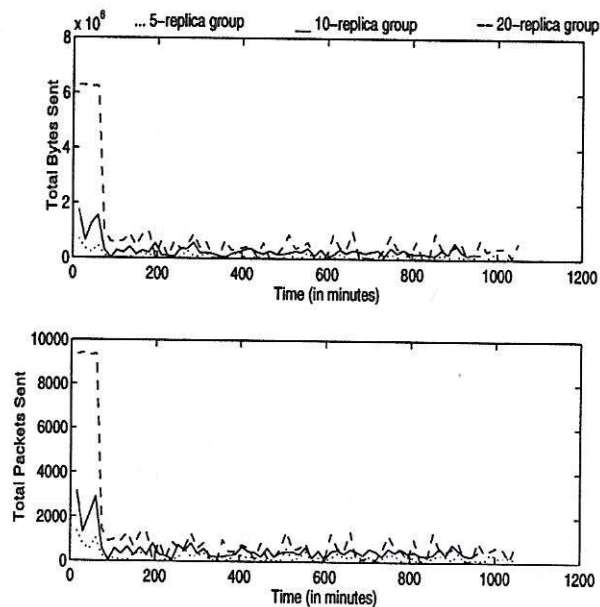 ... 5-replica group __ 10-replica group -- 20-replica group
x 10^6
8
6
4
2
0
Total Bytes Sent
0 200 400 600 800 1000 1200
Time (in minutes)
10000
8000
6000
4000
2000
0
Total Packets Sent
0 200 400 600 800 1000 1200
Time (in minutes)